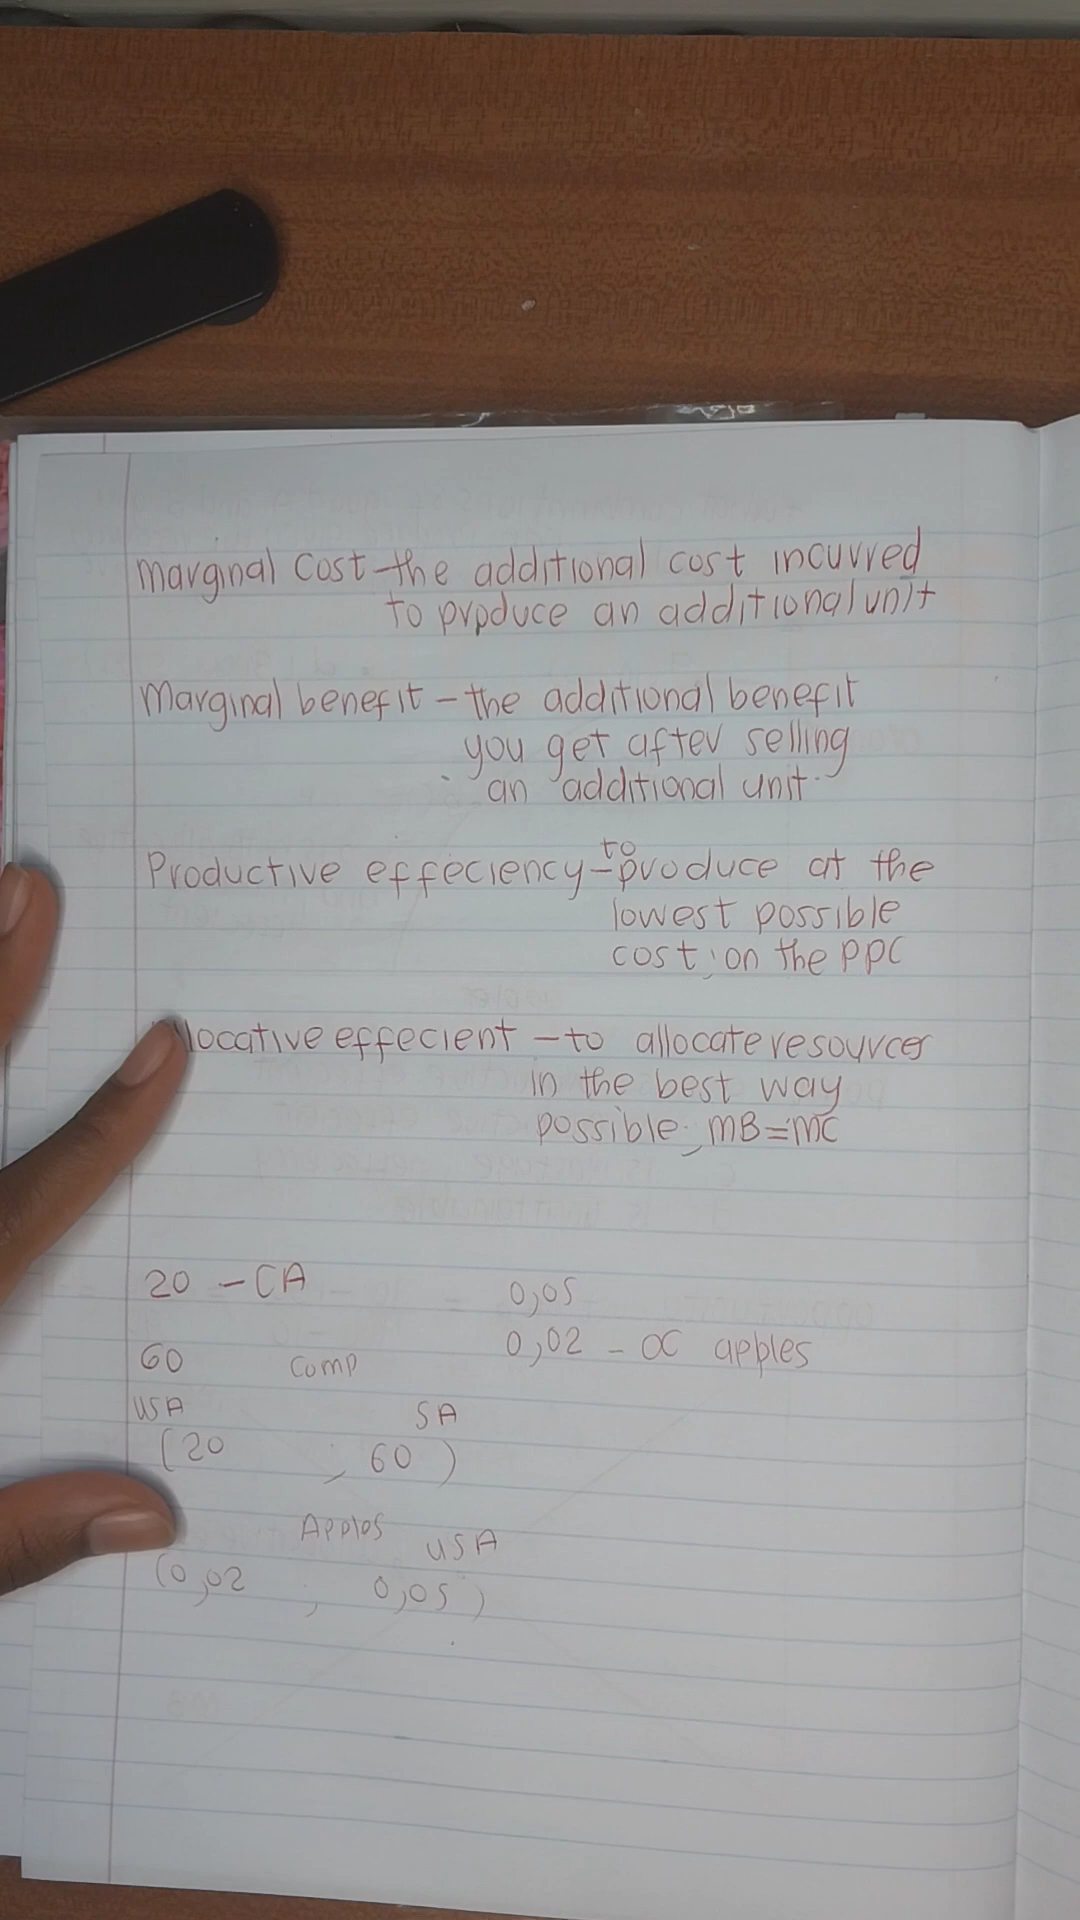 marginal cost - the additional cost incuvred
to produce an additional unit
Marginal benefit - the additional benefit
you get after selling
an additional unit.
Productive effeciency - to produce at the
lowest possible
cost, on the PPC
locative effecient - to allocate resources
in the best way
possible, MB=MC
20 - CA 0,05
60 comp 0,02 - OC apples
USA SA
(20 , 60 )
Apples USA
(0,02 , 0,05 )